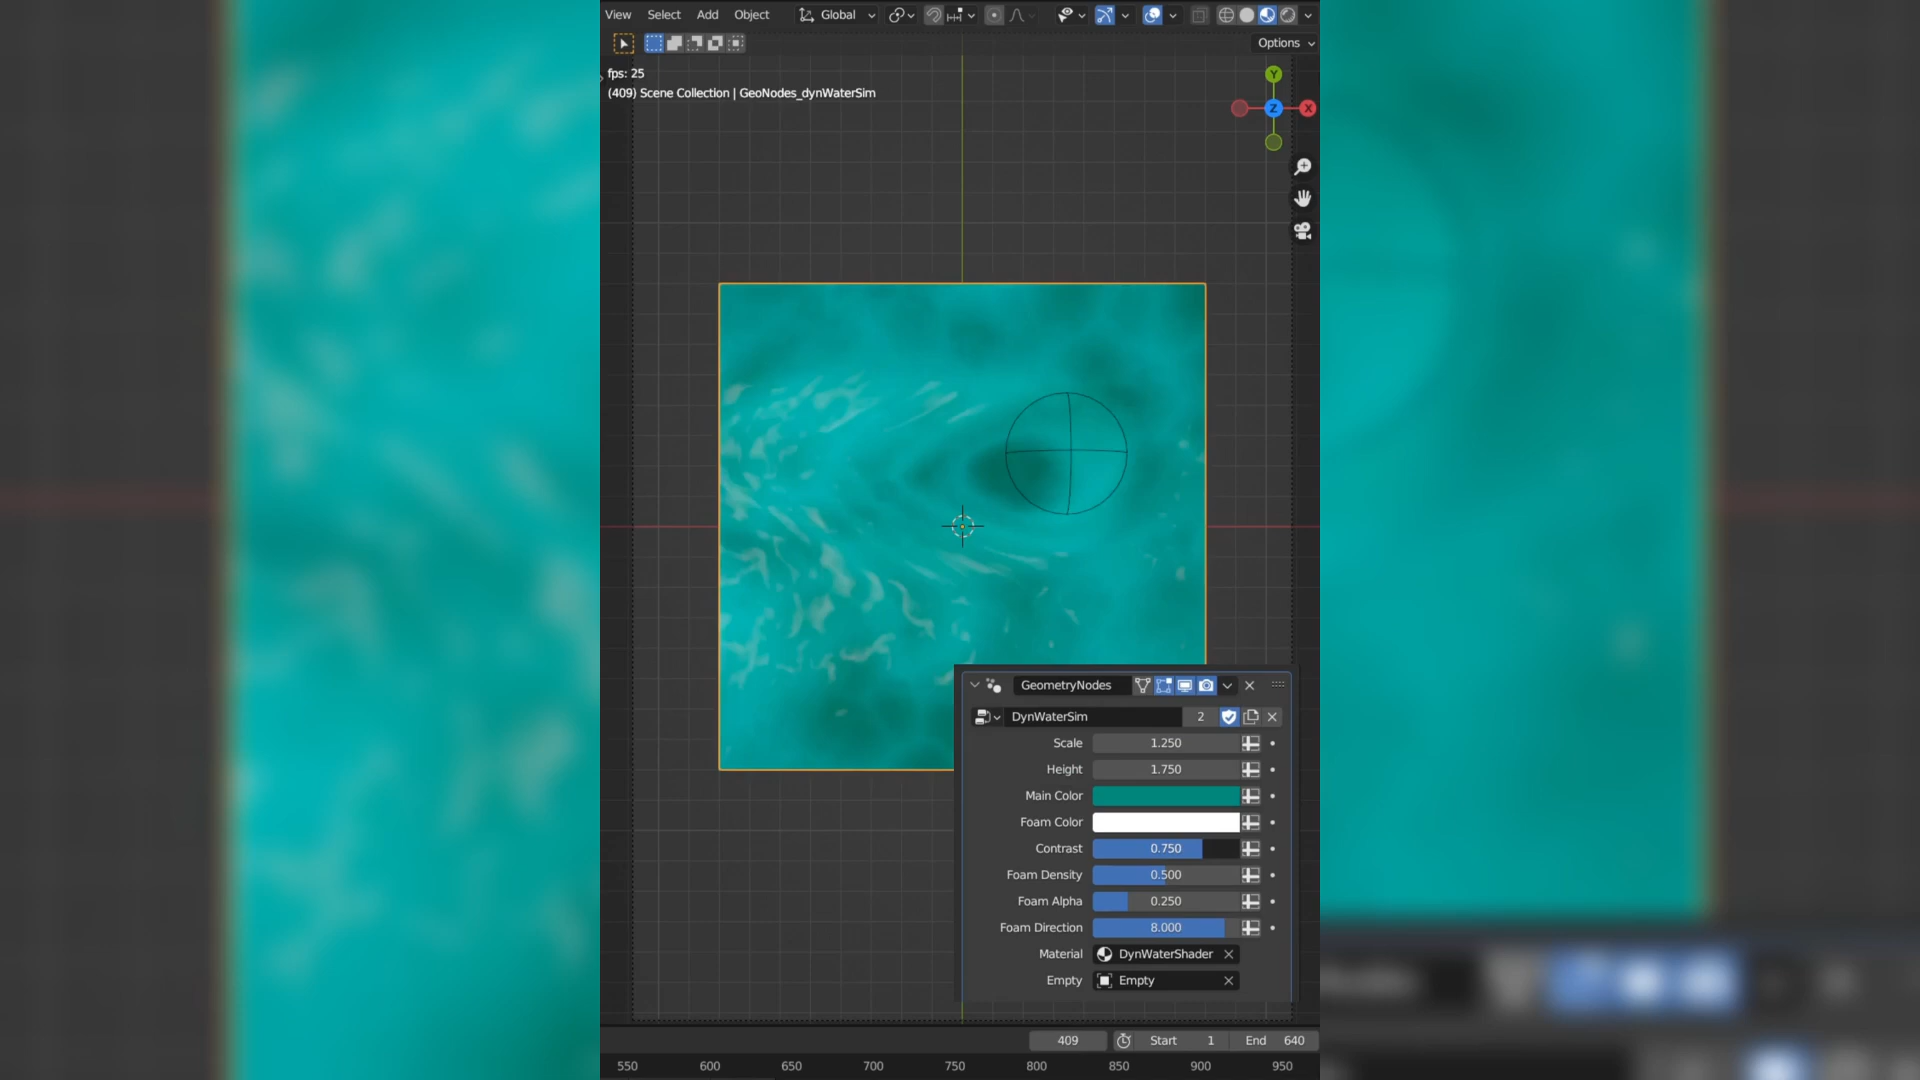 View Select Add Object Global
Options
fps: 25
(409) Scene Collection | GeoNodes_dynWaterSim
Y
Z X
GeometryNodes
DynWaterSim 2
Scale 1.250
Height 1.750
Main Color
Foam Color
Contrast 0.750
Foam Density 0.500
Foam Alpha 0.250
Foam Direction 8.000
Material DynWaterShader
Empty Empty
409 Start 1 End 640
550 600 650 700 750 800 850 900 950